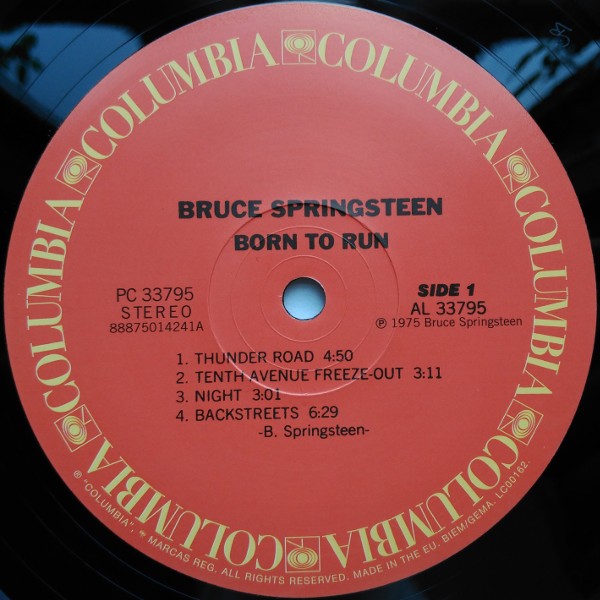 COLUMBIA COLUMBIA COLUMBIA COLUMBIA COLUMBIA COLUMBIA
BRUCE SPRINGSTEEN
BORN TO RUN
PC 33795
STEREO
88875014241A
SIDE 1
AL 33795
℗ 1975 Bruce Springsteen
1. THUNDER ROAD 4:50
2. TENTH AVENUE FREEZE-OUT 3:11
3. NIGHT 3:01
4. BACKSTREETS 6:29
-B. Springsteen-
® "COLUMBIA", MARCAS REG. ALL RIGHTS RESERVED. MADE IN THE EU. BIEM/GEMA. LC00162.